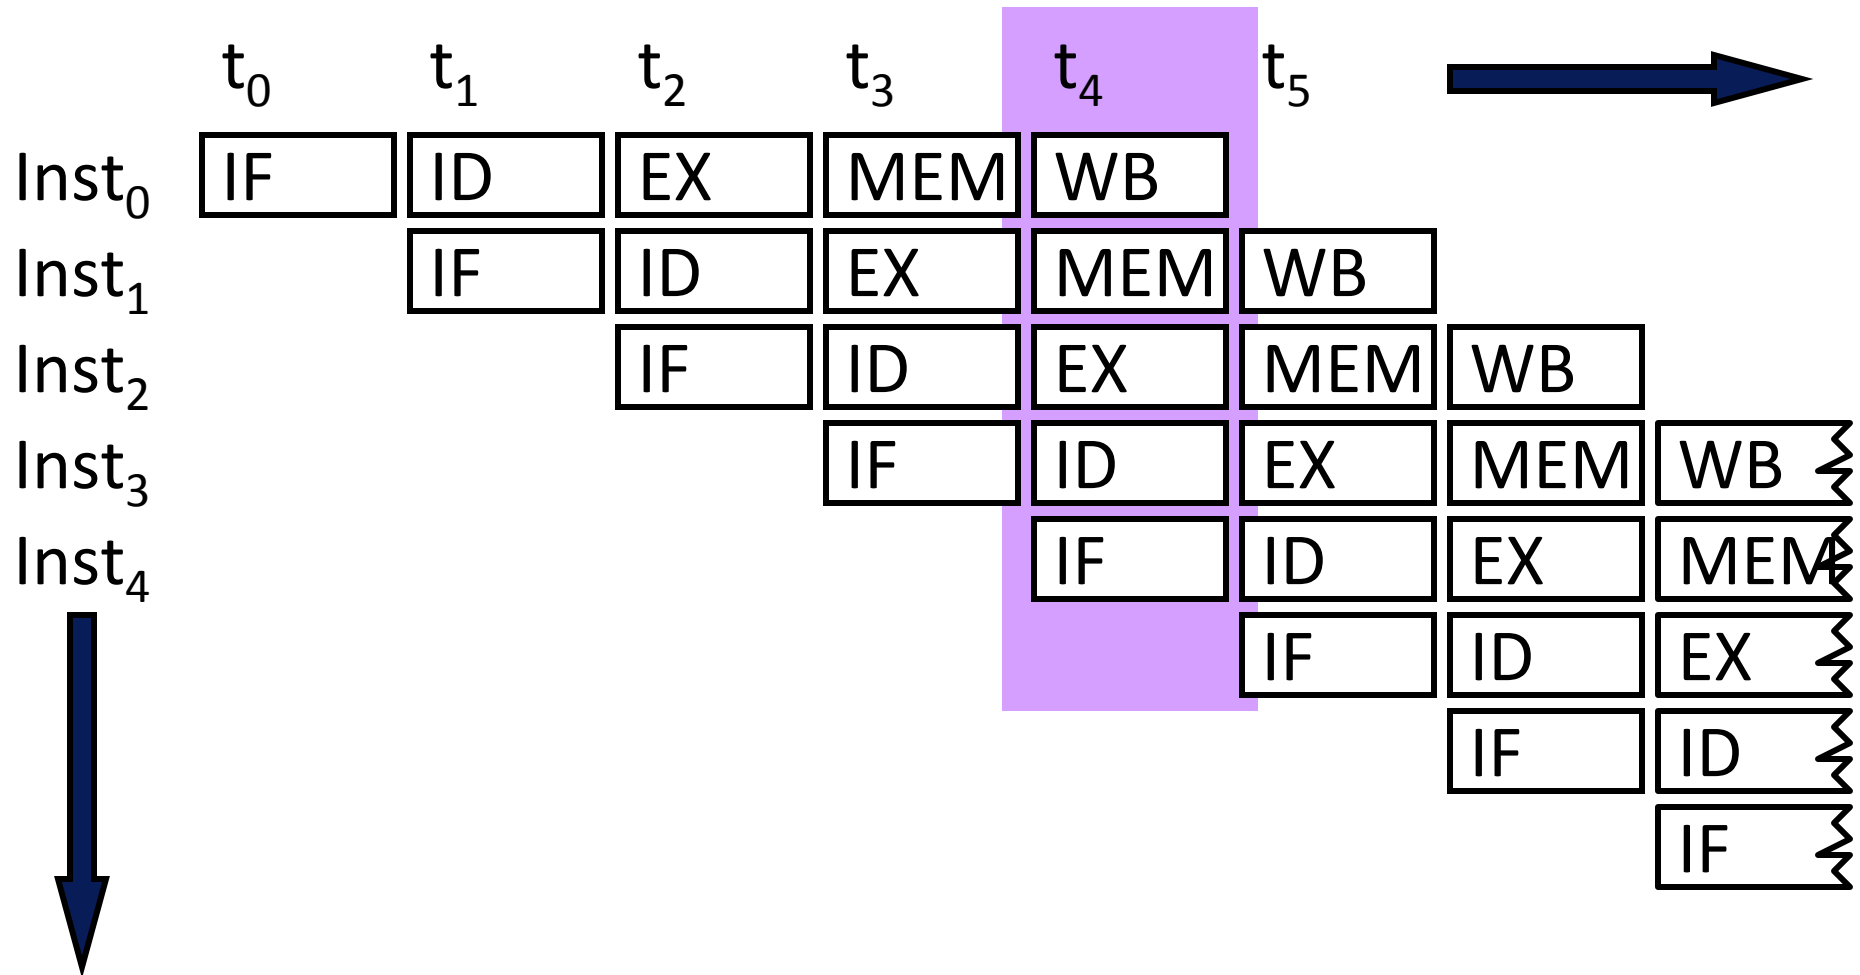 t₀ t₁ t₂ t₃ t₄ t₅
Inst₀ IF ID EX MEM WB
Inst₁ IF ID EX MEM WB
Inst₂ IF ID EX MEM WB
Inst₃ IF ID EX MEM WB
Inst₄ IF ID EX MEM
IF ID EX
IF ID
IF